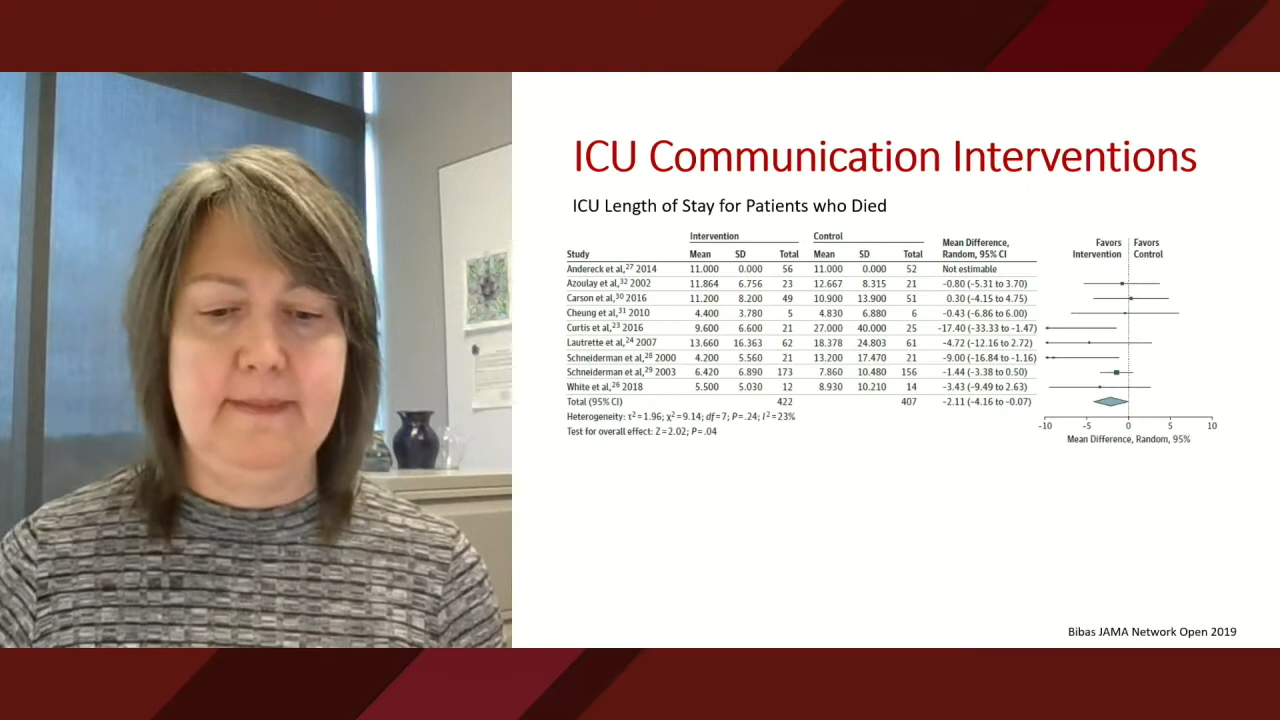 ICU Communication Interventions
ICU Length of Stay for Patients who Died
Intervention Control
Study Mean SD Total Mean SD Total Mean Difference, Random, 95% CI Favors Intervention Favors Control
Andereck et al,27 2014 11.000 0.000 56 11.000 0.000 52 Not estimable
Azoulay et al,32 2002 11.864 6.756 23 12.667 8.315 21 −0.80 (−5.31 to 3.70)
Carson et al,30 2016 11.200 8.200 49 10.900 13.900 51 0.30 (−4.15 to 4.75)
Cheung et al,31 2010 4.400 3.780 5 4.830 6.880 6 −0.43 (−6.86 to 6.00)
Curtis et al,23 2016 9.600 6.600 21 27.000 40.000 25 −17.40 (−33.33 to −1.47)
Lautrette et al,24 2007 13.660 16.363 62 18.378 24.803 61 −4.72 (−12.16 to 2.72)
Schneiderman et al,28 2000 4.200 5.560 21 13.200 17.470 21 −9.00 (−16.84 to −1.16)
Schneiderman et al,29 2003 6.420 6.890 173 7.860 10.480 156 −1.44 (−3.38 to 0.50)
White et al,26 2018 5.500 5.030 12 8.930 10.210 14 −3.43 (−9.49 to 2.63)
Total (95% CI) 422 407 −2.11 (−4.16 to −0.07)
Heterogeneity: τ2=1.96; χ2=9.14; df=7; P=.24; I2=23%
Test for overall effect: Z=2.02; P=.04
-10 -5 0 5 10
Mean Difference, Random, 95%
Bibas JAMA Network Open 2019